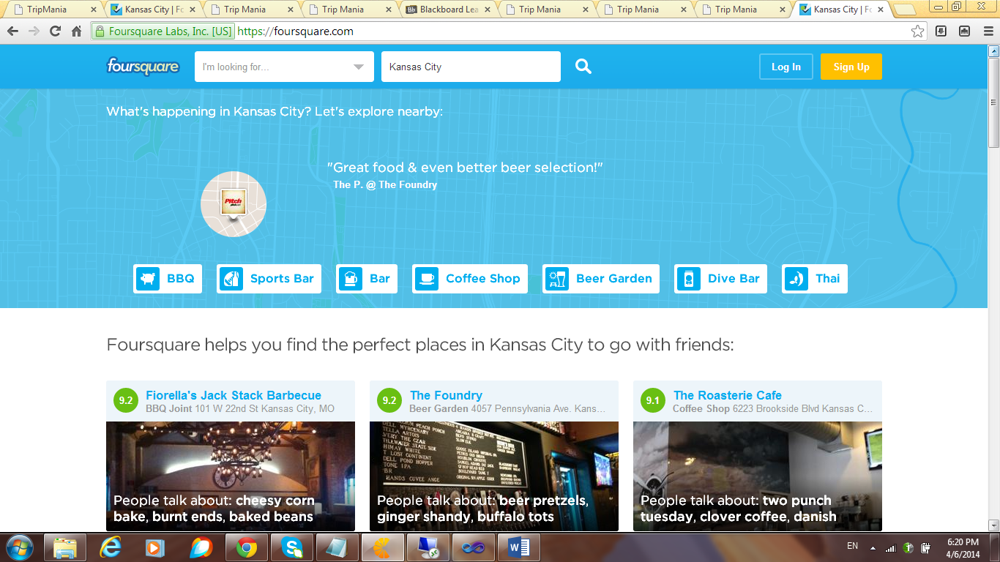 TripMania
Kansas City | Fo
Trip Mania
Trip Mania
Blackboard Lea
Trip Mania
Trip Mania
Trip Mania
Kansas City | Fo
Foursquare Labs, Inc. [US] https://foursquare.com
foursquare
I'm looking for...
Kansas City
Log In
Sign Up
What's happening in Kansas City? Let's explore nearby:
"Great food & even better beer selection!"
The P. @ The Foundry
Pitch
BBQ
Sports Bar
Bar
Coffee Shop
Beer Garden
Dive Bar
Thai
Foursquare helps you find the perfect places in Kansas City to go with friends:
9.2
Fiorella's Jack Stack Barbecue
BBQ Joint 101 W 22nd St Kansas City, MO
People talk about: cheesy corn
bake, burnt ends, baked beans
9.2
The Foundry
Beer Garden 4057 Pennsylvania Ave. Kans...
People talk about: beer pretzels,
ginger shandy, buffalo tots
9.1
The Roasterie Cafe
Coffee Shop 6223 Brookside Blvd Kansas C...
People talk about: two punch
tuesday, clover coffee, danish
EN
6:20 PM
4/6/2014